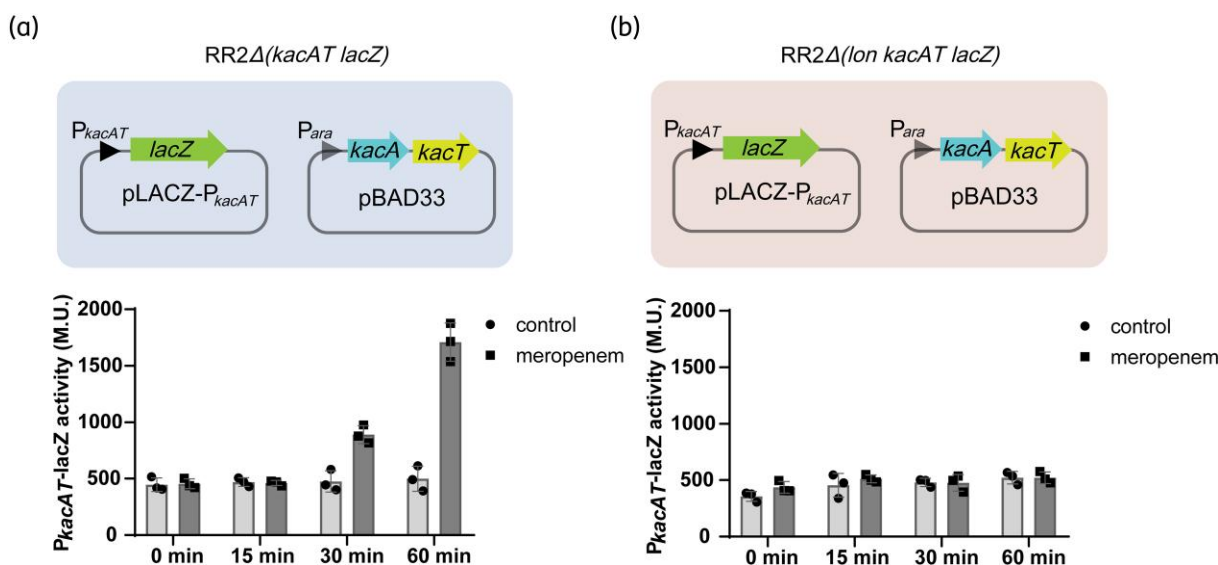 (a)
RR2Δ(kacAT lacZ)
PkacAT
lacZ
pLACZ-PkacAT
Para
kacA
kacT
pBAD33
PkacAT-lacZ activity (M.U.)
2000
1500
1000
500
0
0 min
15 min
30 min
60 min
control
meropenem
(b)
RR2Δ(lon kacAT lacZ)
PkacAT
lacZ
pLACZ-PkacAT
Para
kacA
kacT
pBAD33
PkacAT-lacZ activity (M.U.)
2000
1500
1000
500
0
0 min
15 min
30 min
60 min
control
meropenem